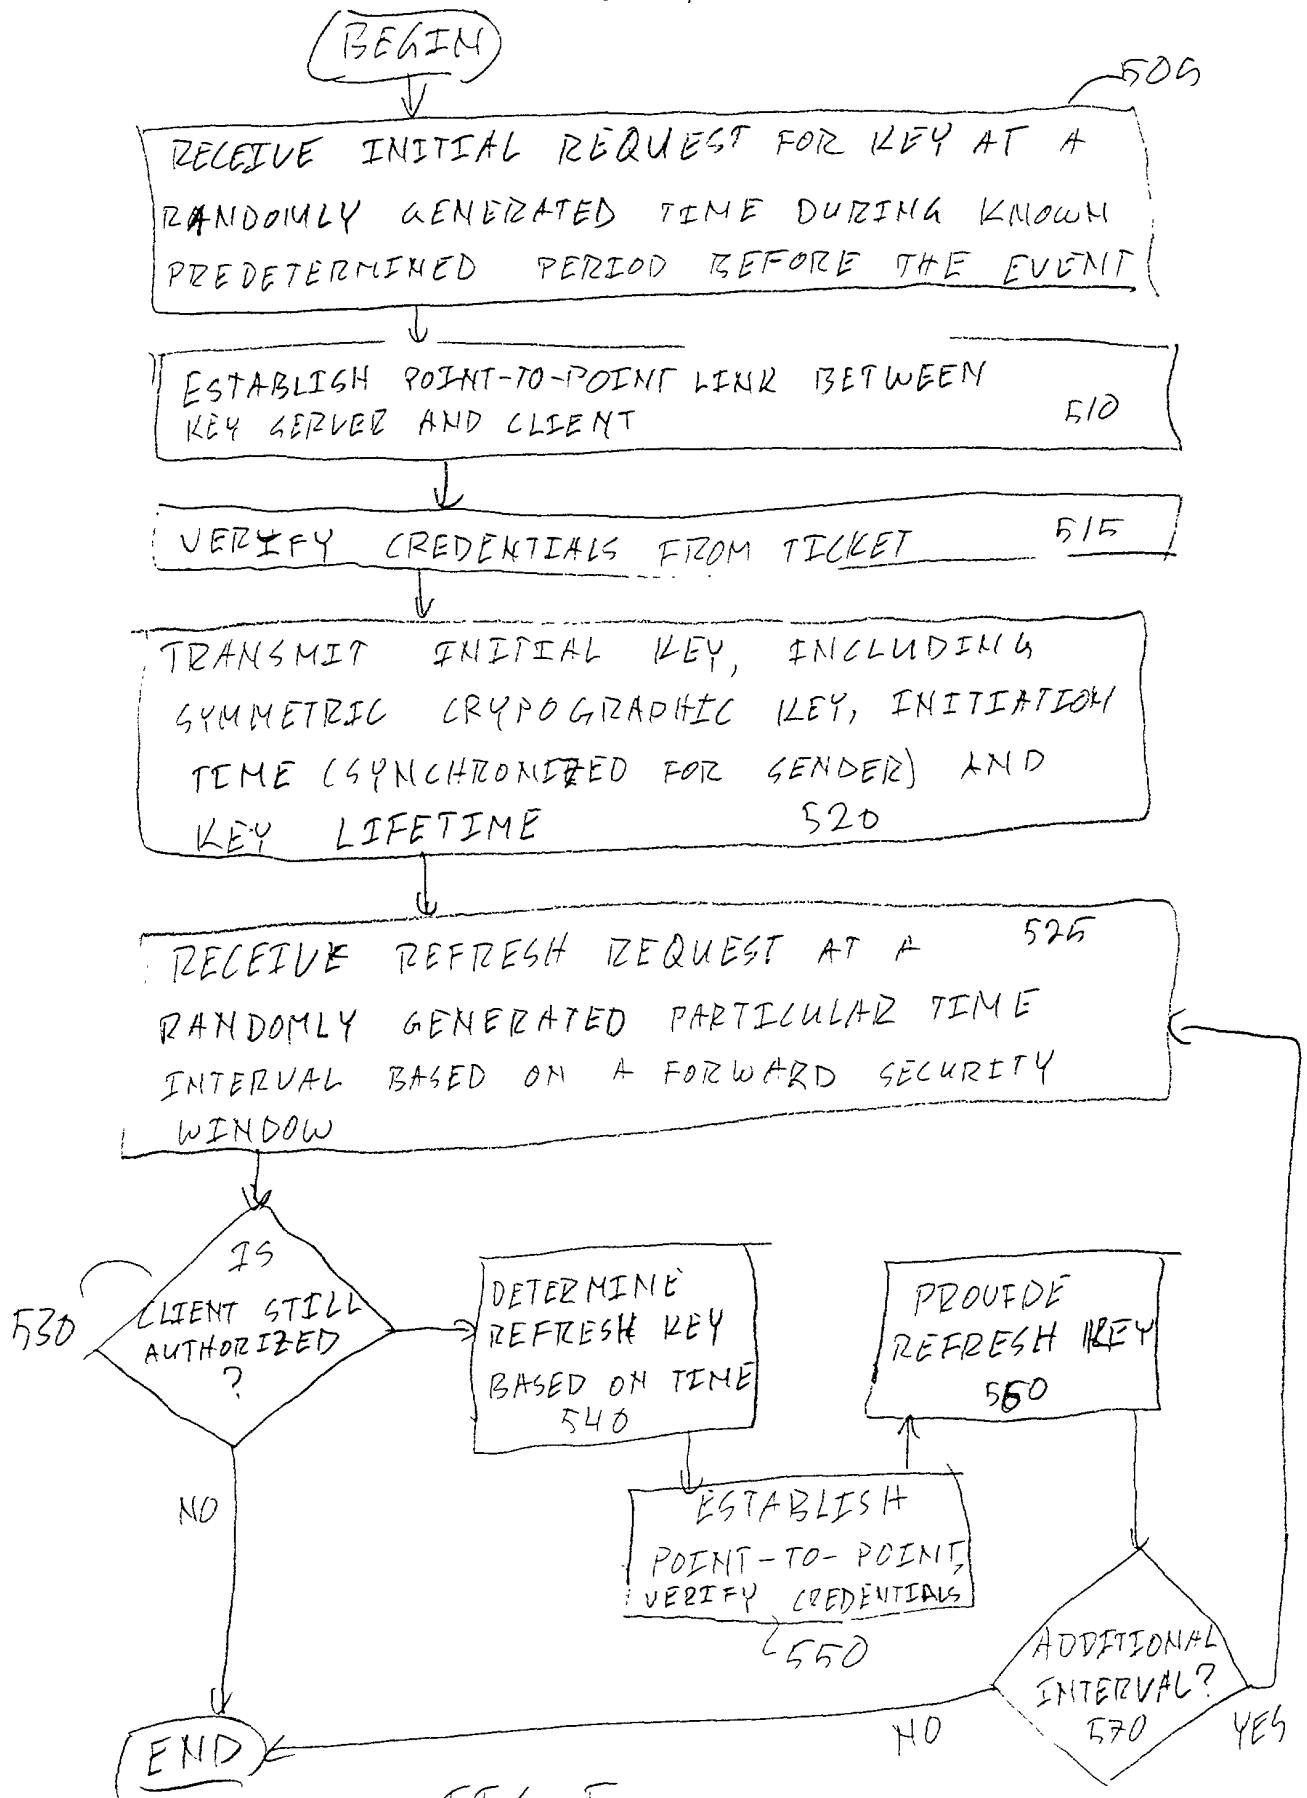 BEGIN
505
RECEIVE INITIAL REQUEST FOR KEY AT A
RANDOMLY GENERATED TIME DURING KNOWN
PREDETERMINED PERIOD BEFORE THE EVENT
ESTABLISH POINT-TO-POINT LINK BETWEEN
KEY SERVER AND CLIENT
510
VERIFY CREDENTIALS FROM TICKET
515
TRANSMIT INITIAL KEY, INCLUDING
SYMMETRIC CRYPOGRAPHIC KEY, INITIATION
TIME (SYNCHRONIZED FOR SENDER) AND
KEY LIFETIME
520
RECEIVE REFRESH REQUEST AT A
525
RANDOMLY GENERATED PARTICULAR TIME
INTERVAL BASED ON A FORWARD SECURITY
WINDOW
IS
CLIENT STILL
AUTHORIZED
?
530
NO
DETERMINE
REFRESH KEY
BASED ON TIME
540
ESTABLISH
POINT-TO-POINT,
VERIFY CREDENTIALS
550
PROVIDE
REFRESH KEY
560
ADDITIONAL
INTERVAL?
570
YES
NO
END